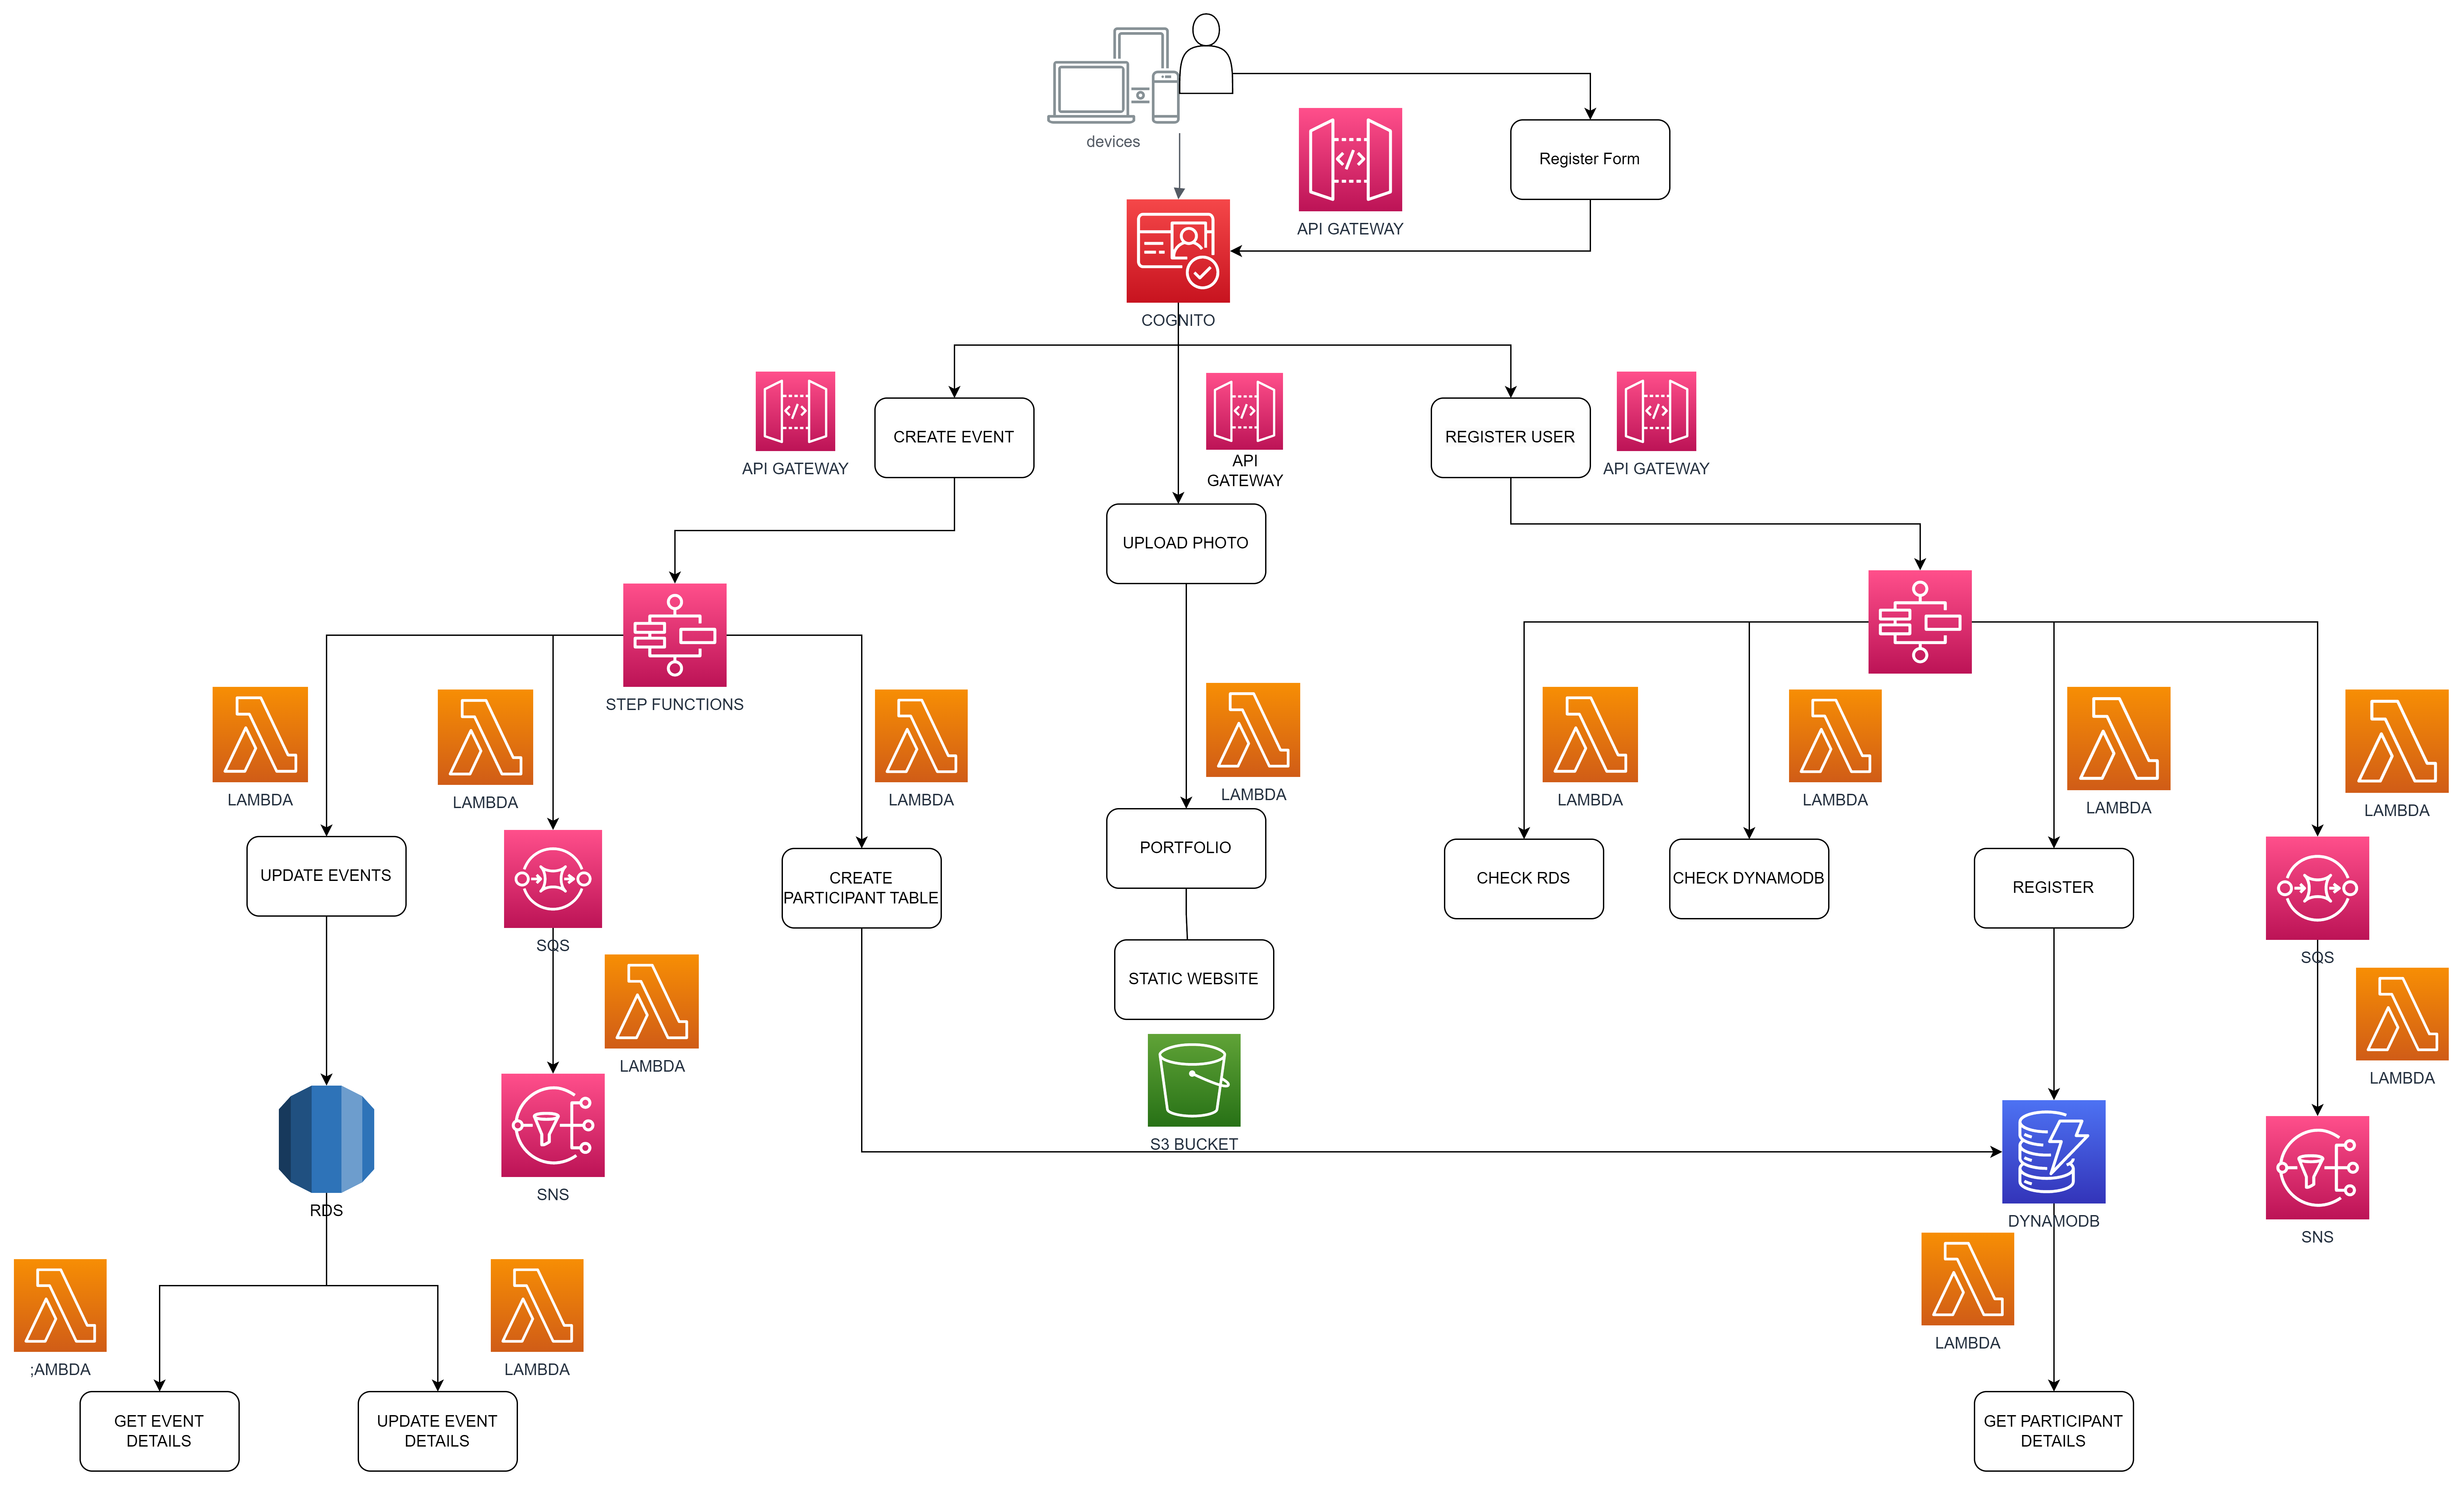 devices
Register Form
API GATEWAY
COGNITO
CREATE EVENT
API GATEWAY
API
GATEWAY
REGISTER USER
API GATEWAY
UPLOAD PHOTO
STEP FUNCTIONS
LAMBDA
LAMBDA
LAMBDA
LAMBDA
LAMBDA
LAMBDA
LAMBDA
LAMBDA
UPDATE EVENTS
SQS
CREATE
PARTICIPANT TABLE
PORTFOLIO
CHECK RDS
CHECK DYNAMODB
REGISTER
SQS
STATIC WEBSITE
LAMBDA
LAMBDA
S3 BUCKET
RDS
SNS
DYNAMODB
SNS
;AMBDA
LAMBDA
LAMBDA
GET EVENT
DETAILS
UPDATE EVENT
DETAILS
GET PARTICIPANT
DETAILS